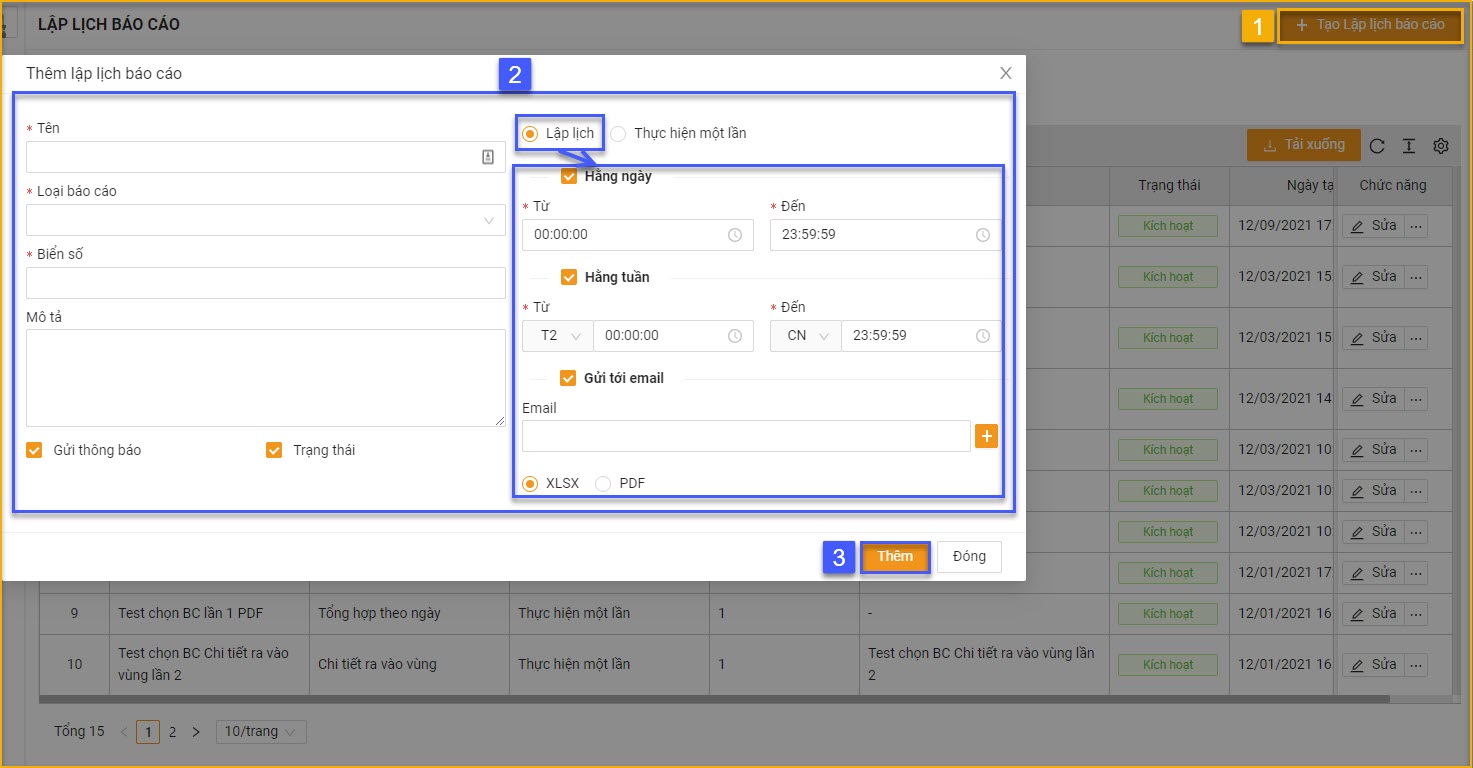 LẬP LỊCH BÁO CÁO
1
+ Tạo Lập lịch báo cáo
Thêm lập lịch báo cáo
2
* Tên
* Loại báo cáo
* Biển số
Mô tả
Gửi thông báo
Trạng thái
Lập lịch
Thực hiện một lần
Hằng ngày
* Từ
* Đến
00:00:00
23:59:59
Hằng tuần
* Từ
* Đến
T2
00:00:00
CN
23:59:59
Gửi tới email
Email
+
XLSX
PDF
3
Thêm
Đóng
Tải xuống
Trạng thái
Ngày tạ
Chức năng
Kích hoạt
12/09/2021 17
Sửa
...
Kích hoạt
12/03/2021 15
Sửa
...
Kích hoạt
12/03/2021 15
Sửa
...
Kích hoạt
12/03/2021 14
Sửa
...
Kích hoạt
12/03/2021 10
Sửa
...
Kích hoạt
12/03/2021 10
Sửa
...
Kích hoạt
12/03/2021 10
Sửa
...
Kích hoạt
12/01/2021 17
Sửa
...
9
Test chọn BC lần 1 PDF
Tổng hợp theo ngày
Thực hiện một lần
1
-
Kích hoạt
12/01/2021 16
Sửa
...
10
Test chọn BC Chi tiết ra vào
vùng lần 2
Chi tiết ra vào vùng
Thực hiện một lần
1
Test chọn BC Chi tiết ra vào vùng lần
2
Kích hoạt
12/01/2021 16
Sửa
...
Tổng 15
<
1
2
>
10/trang